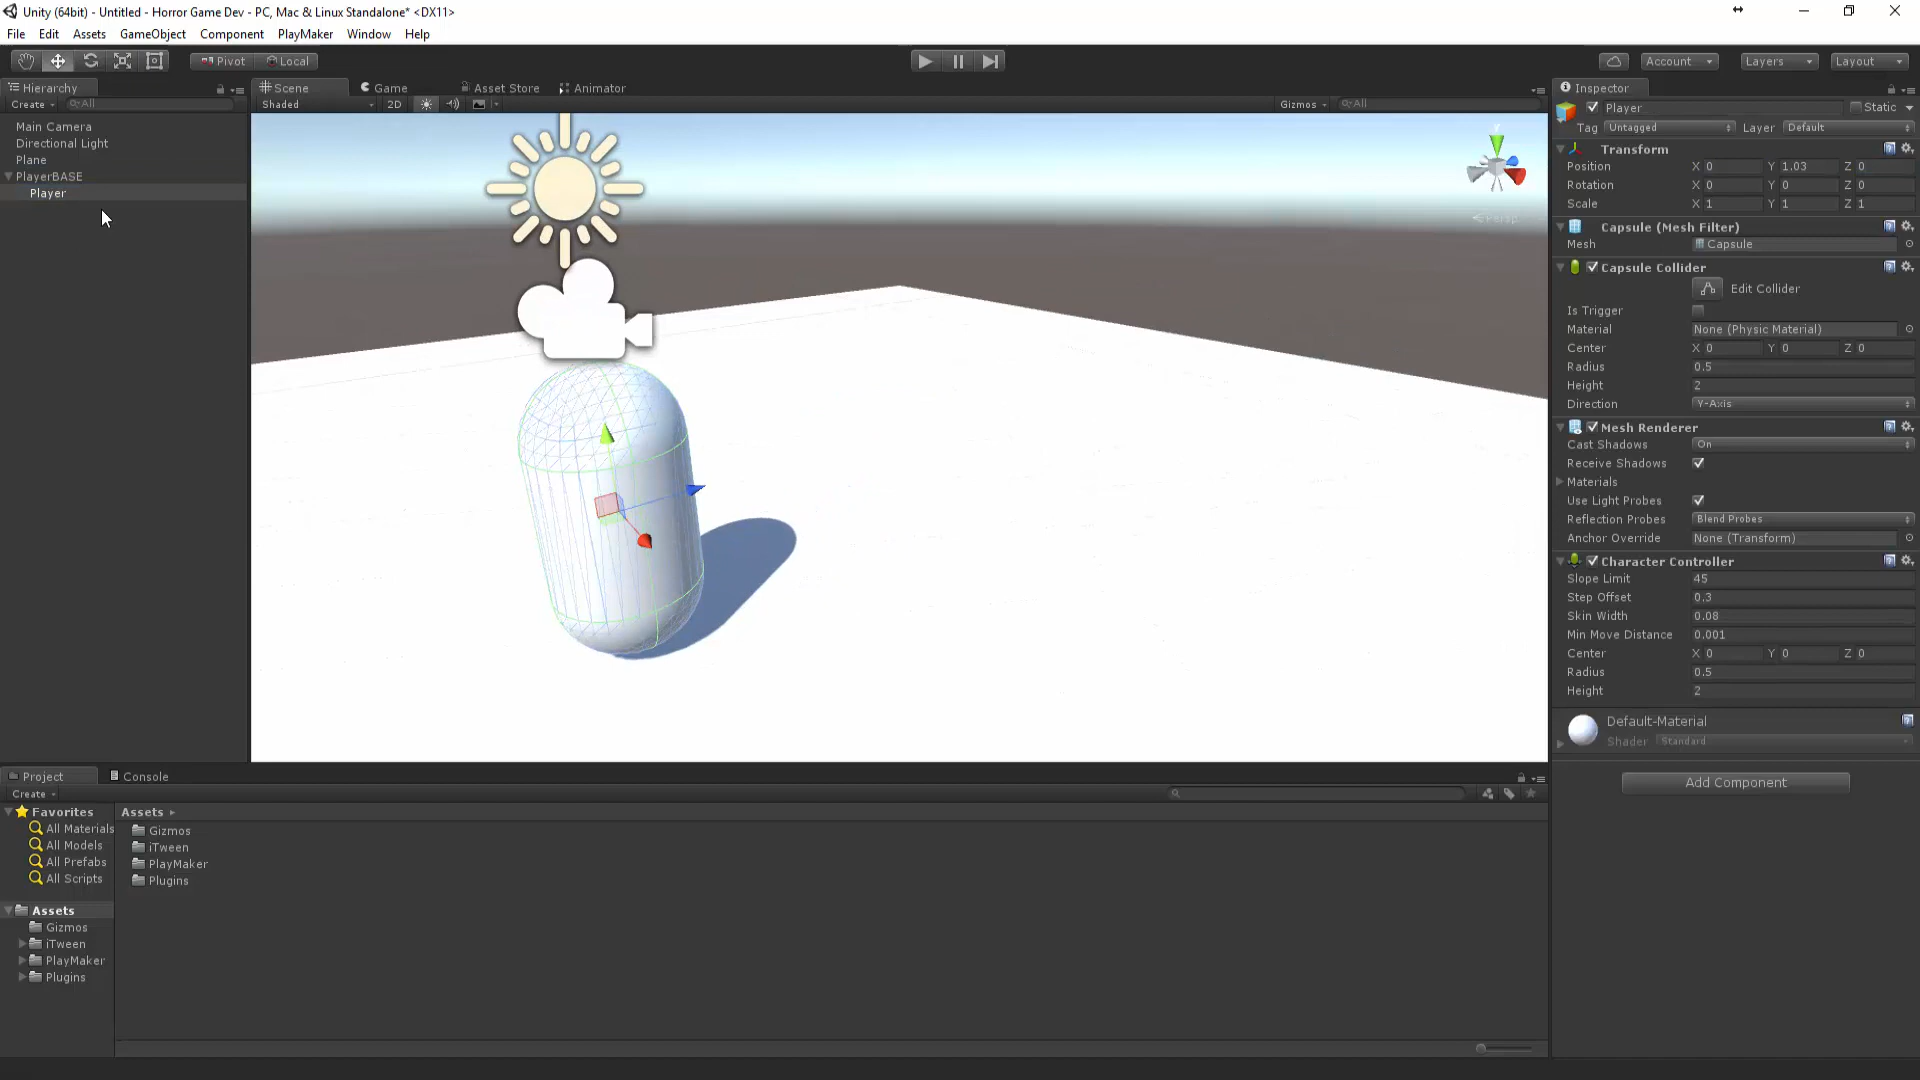 Unity (64bit) - Untitled - Horror Game Dev - PC, Mac & Linux Standalone* <DX11>
File Edit Assets GameObject Component PlayMaker Window Help
Pivot Local Account Layers Layout
Hierarchy Scene Game Asset Store Animator Inspector
Create All Shaded 2D Gizmos All
Player Static
Tag Untagged Layer Default
Main Camera
Directional Light
Plane
PlayerBASE
Player
y
Persp
Transform
Position X 0 Y 1.03 Z 0
Rotation X 0 Y 0 Z 0
Scale X 1 Y 1 Z 1
Capsule (Mesh Filter)
Mesh Capsule
Capsule Collider
Edit Collider
Is Trigger
Material None (Physic Material)
Center X 0 Y 0 Z 0
Radius 0.5
Height 2
Direction Y-Axis
Mesh Renderer
Cast Shadows On
Receive Shadows
Materials
Use Light Probes
Reflection Probes Blend Probes
Anchor Override None (Transform)
Character Controller
Slope Limit 45
Step Offset 0.3
Skin Width 0.08
Min Move Distance 0.001
Center X 0 Y 0 Z 0
Radius 0.5
Height 2
Default-Material
Shader Standard
Add Component
Project Console
Create
Favorites
All Materials
All Models
All Prefabs
All Scripts
Assets
Gizmos
iTween
PlayMaker
Plugins
Assets
Gizmos
iTween
PlayMaker
Plugins